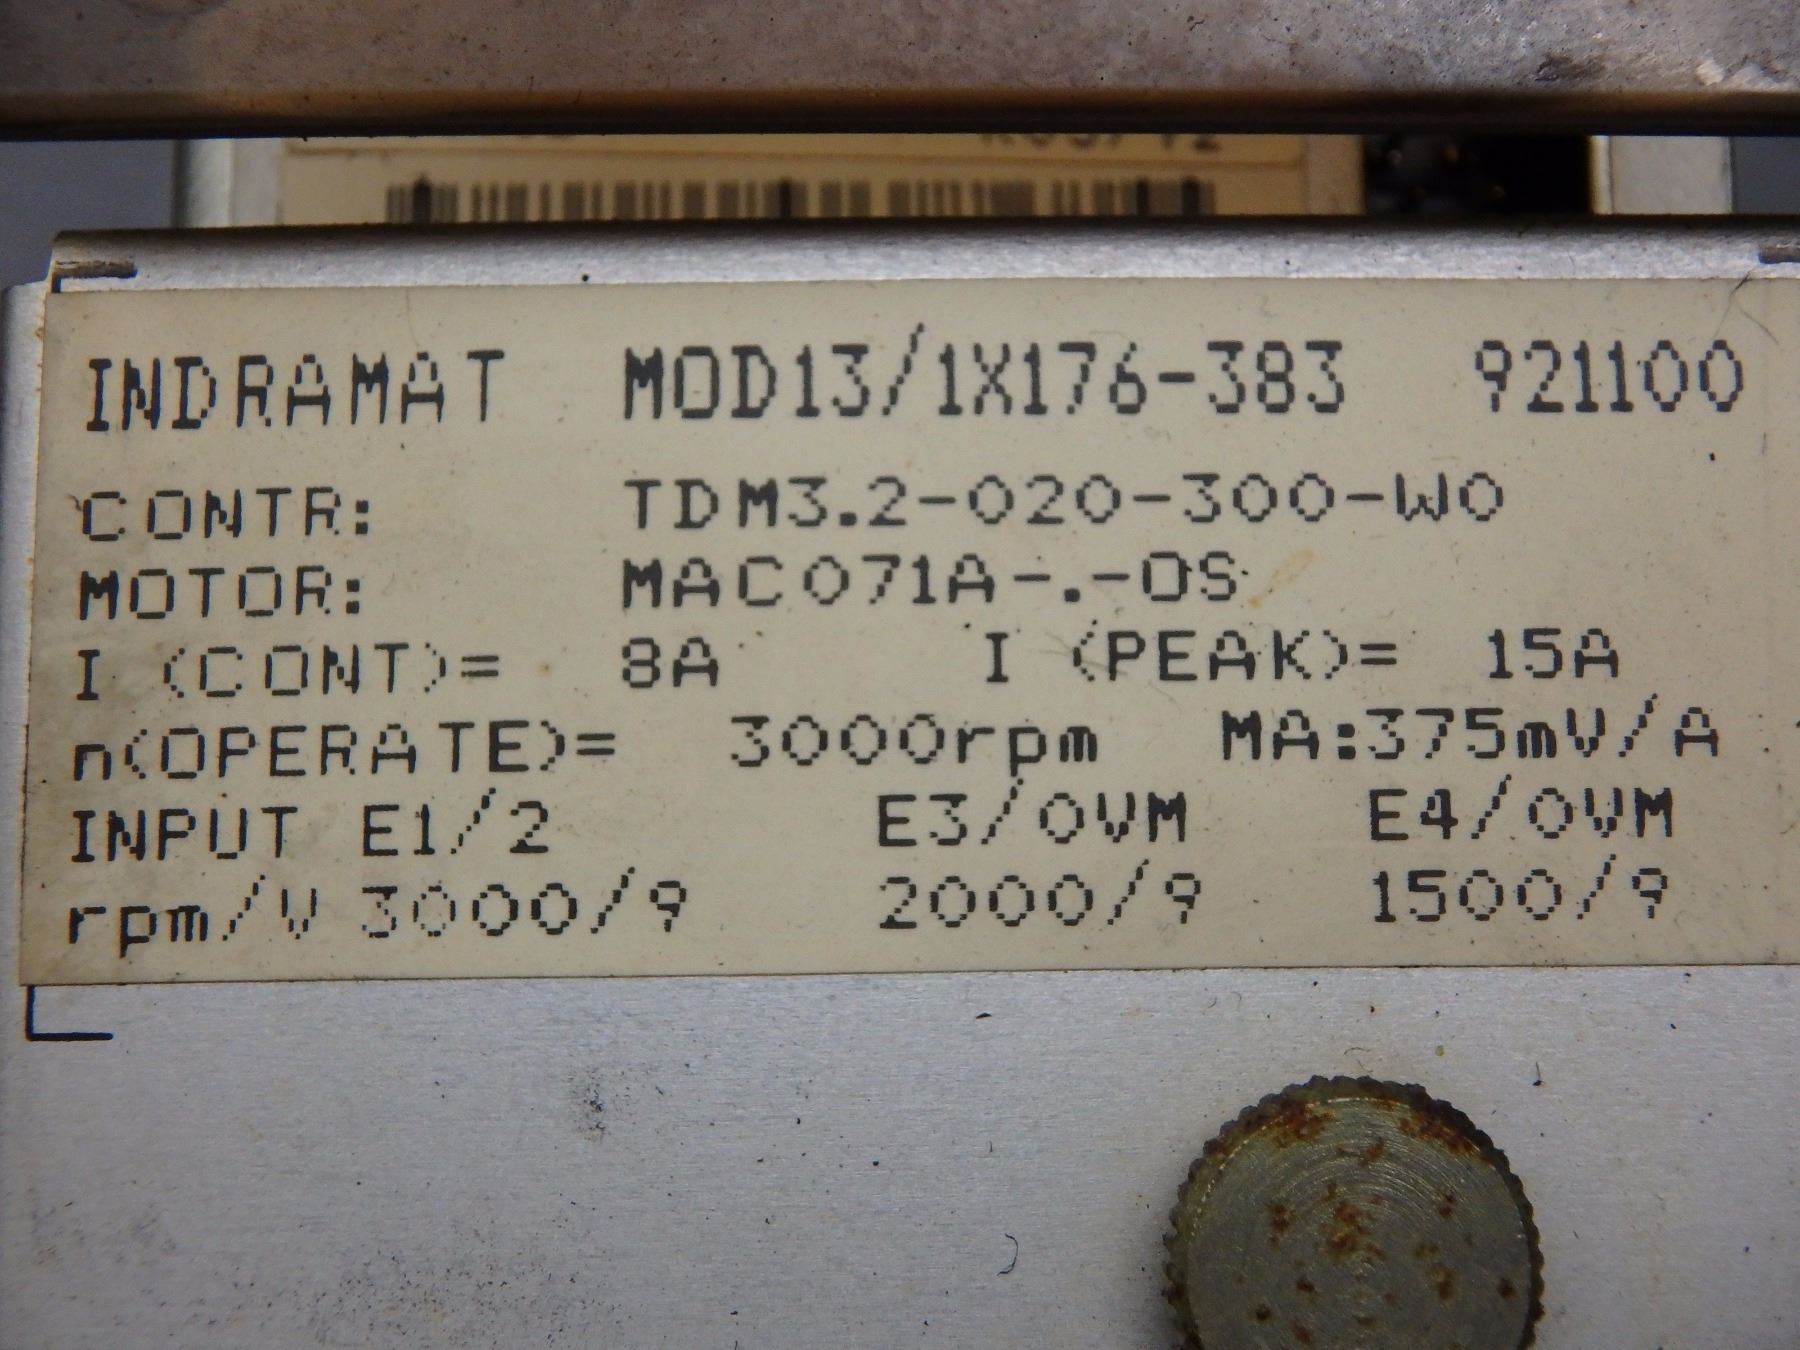 INDRAMAT MOD13/1X176-383 921100
CONTR: TDM3.2-020-300-W0
MOTOR: MAC071A-.-OS
I (CONT)= 8A I (PEAK)= 15A
n(OPERATE)= 3000rpm MA:375mV/A
INPUT E1/2 E3/0VM E4/0VM
rpm/V 3000/9 2000/9 1500/9